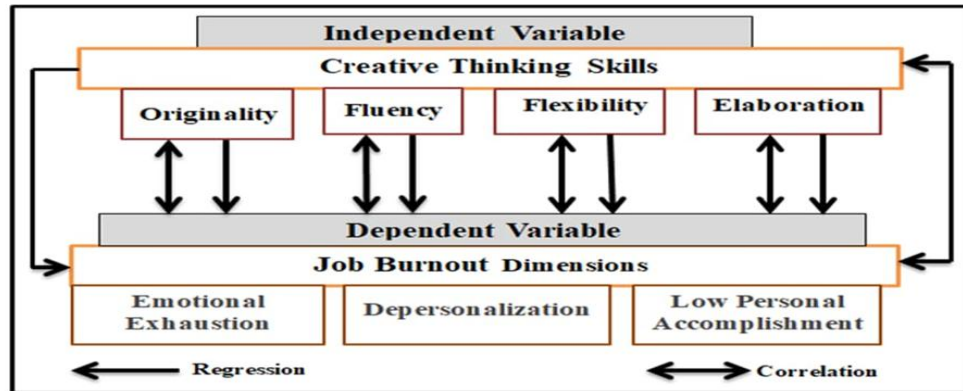 Independent Variable
Creative Thinking Skills
Originality
Fluency
Flexibility
Elaboration
Dependent Variable
Job Burnout Dimensions
Emotional
Exhaustion
Depersonalization
Low Personal
Accomplishment
Regression
Correlation